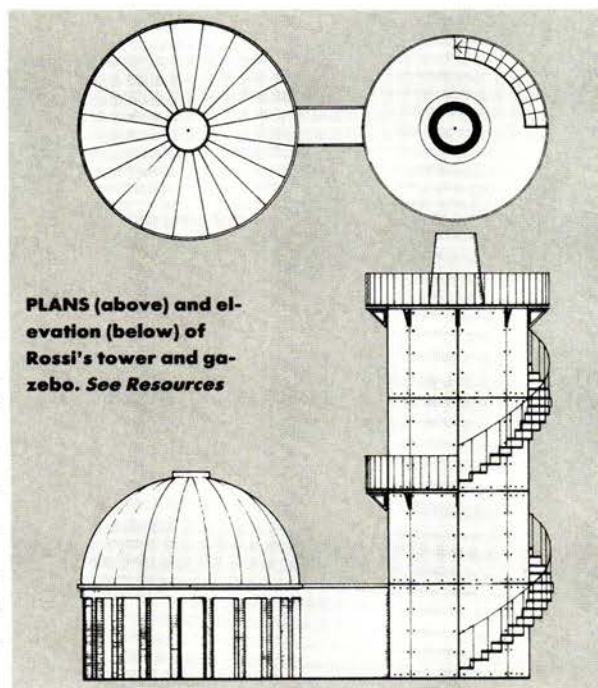 PLANS (above) and el-
evation (below) of
Rossi's tower and ga-
zebo. See Resources